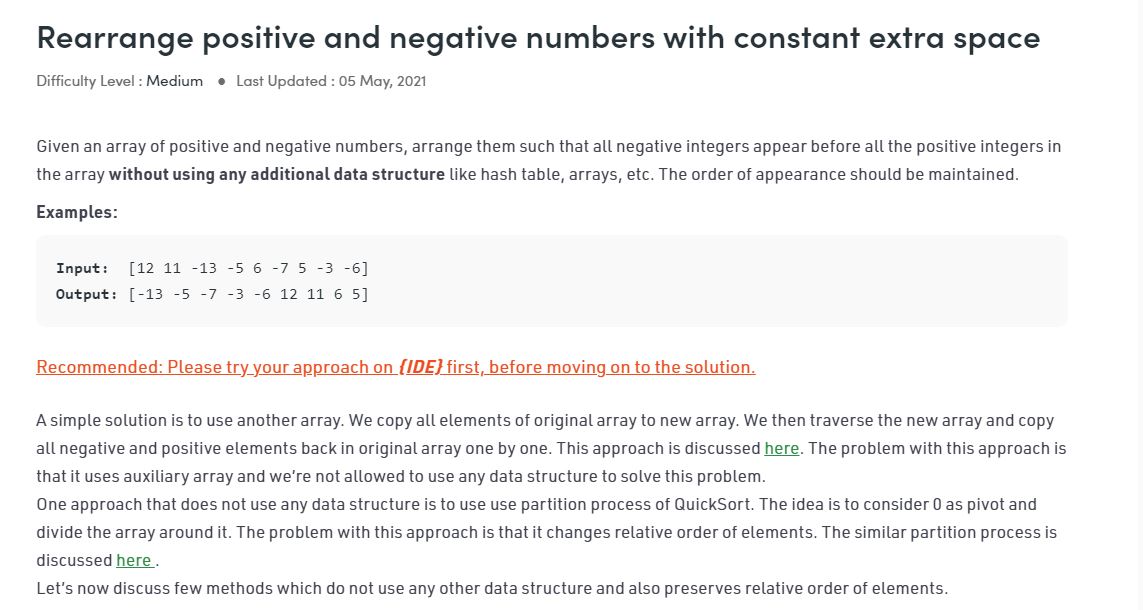 Rearrange positive and negative numbers with constant extra space
Difficulty Level : Medium ● Last Updated : 05 May, 2021
Given an array of positive and negative numbers, arrange them such that all negative integers appear before all the positive integers in
the array without using any additional data structure like hash table, arrays, etc. The order of appearance should be maintained.
Examples:
Input:  [12 11 -13 -5 6 -7 5 -3 -6]
Output: [-13 -5 -7 -3 -6 12 11 6 5]
Recommended: Please try your approach on {IDE} first, before moving on to the solution.
A simple solution is to use another array. We copy all elements of original array to new array. We then traverse the new array and copy
all negative and positive elements back in original array one by one. This approach is discussed here. The problem with this approach is
that it uses auxiliary array and we’re not allowed to use any data structure to solve this problem.
One approach that does not use any data structure is to use use partition process of QuickSort. The idea is to consider 0 as pivot and
divide the array around it. The problem with this approach is that it changes relative order of elements. The similar partition process is
discussed here .
Let’s now discuss few methods which do not use any other data structure and also preserves relative order of elements.